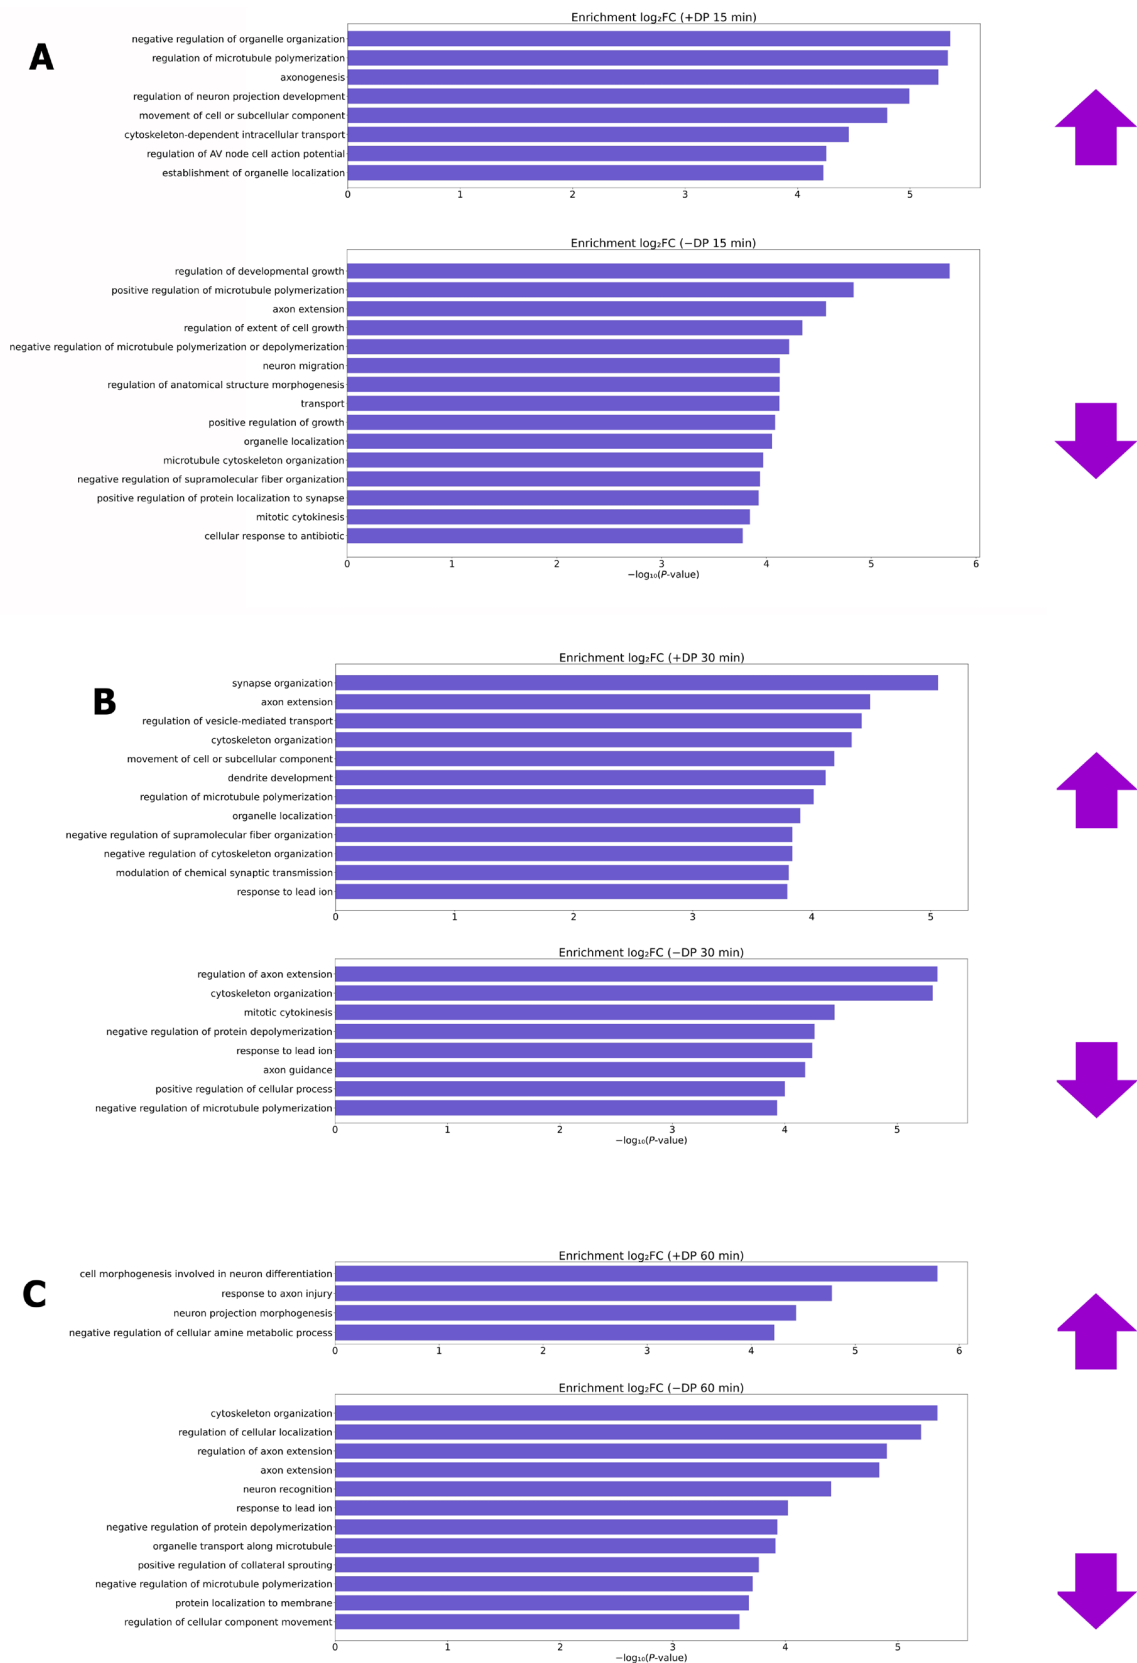 A
Enrichment log₂FC (+DP 15 min)
negative regulation of organelle organization
regulation of microtubule polymerization
axonogenesis
regulation of neuron projection development
movement of cell or subcellular component
cytoskeleton-dependent intracellular transport
regulation of AV node cell action potential
establishment of organelle localization
0 1 2 3 4 5
Enrichment log₂FC (−DP 15 min)
regulation of developmental growth
positive regulation of microtubule polymerization
axon extension
regulation of extent of cell growth
negative regulation of microtubule polymerization or depolymerization
neuron migration
regulation of anatomical structure morphogenesis
transport
positive regulation of growth
organelle localization
microtubule cytoskeleton organization
negative regulation of supramolecular fiber organization
positive regulation of protein localization to synapse
mitotic cytokinesis
cellular response to antibiotic
0 1 2 3 4 5 6
−log₁₀(P-value)
B
Enrichment log₂FC (+DP 30 min)
synapse organization
axon extension
regulation of vesicle-mediated transport
cytoskeleton organization
movement of cell or subcellular component
dendrite development
regulation of microtubule polymerization
organelle localization
negative regulation of supramolecular fiber organization
negative regulation of cytoskeleton organization
modulation of chemical synaptic transmission
response to lead ion
0 1 2 3 4 5
Enrichment log₂FC (−DP 30 min)
regulation of axon extension
cytoskeleton organization
mitotic cytokinesis
negative regulation of protein depolymerization
response to lead ion
axon guidance
positive regulation of cellular process
negative regulation of microtubule polymerization
0 1 2 3 4 5
−log₁₀(P-value)
C
Enrichment log₂FC (+DP 60 min)
cell morphogenesis involved in neuron differentiation
response to axon injury
neuron projection morphogenesis
negative regulation of cellular amine metabolic process
0 1 2 3 4 5 6
Enrichment log₂FC (−DP 60 min)
cytoskeleton organization
regulation of cellular localization
regulation of axon extension
axon extension
neuron recognition
response to lead ion
negative regulation of protein depolymerization
organelle transport along microtubule
positive regulation of collateral sprouting
negative regulation of microtubule polymerization
protein localization to membrane
regulation of cellular component movement
0 1 2 3 4 5
−log₁₀(P-value)